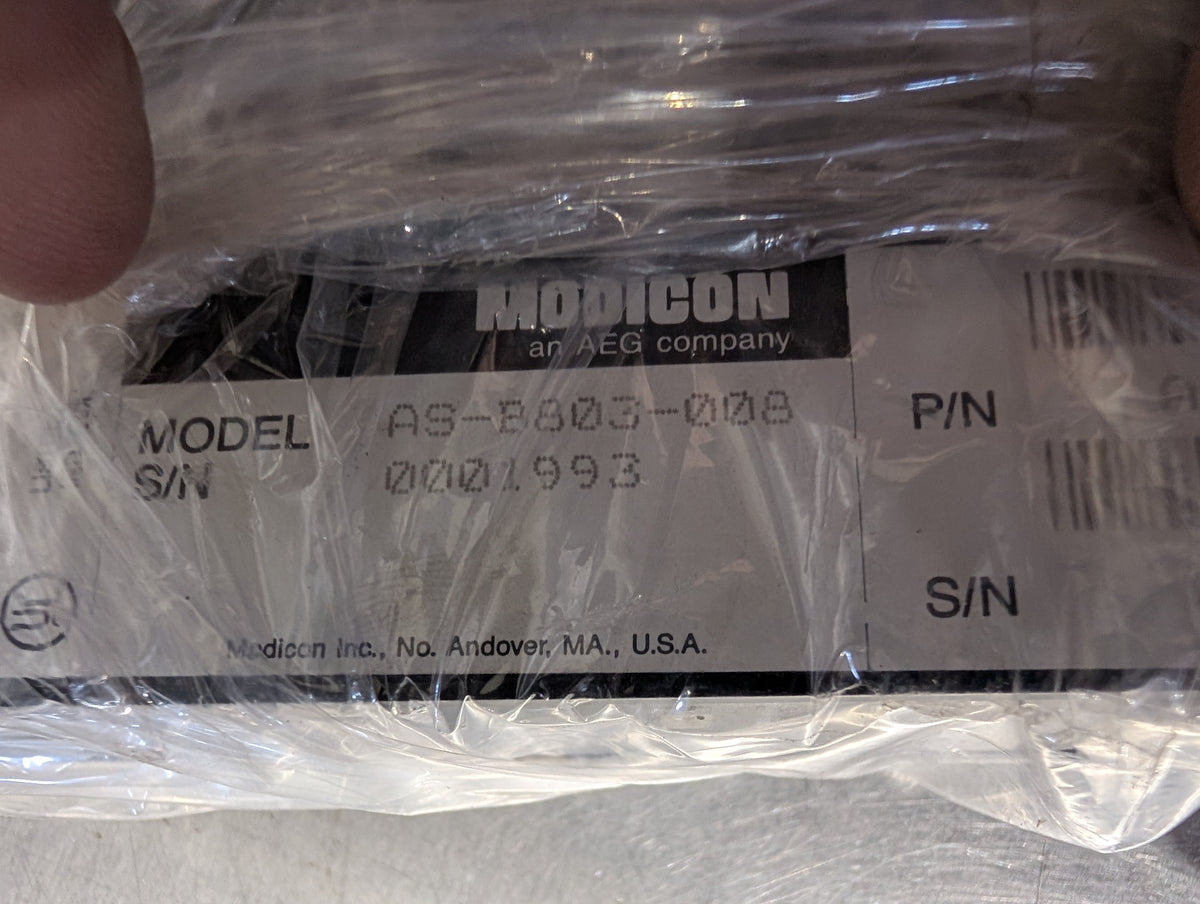 MODICON
an AEG company
MODEL AS-B803-008
S/N 0001993
Modicon Inc., No. Andover, MA., U.S.A.
P/N
S/N